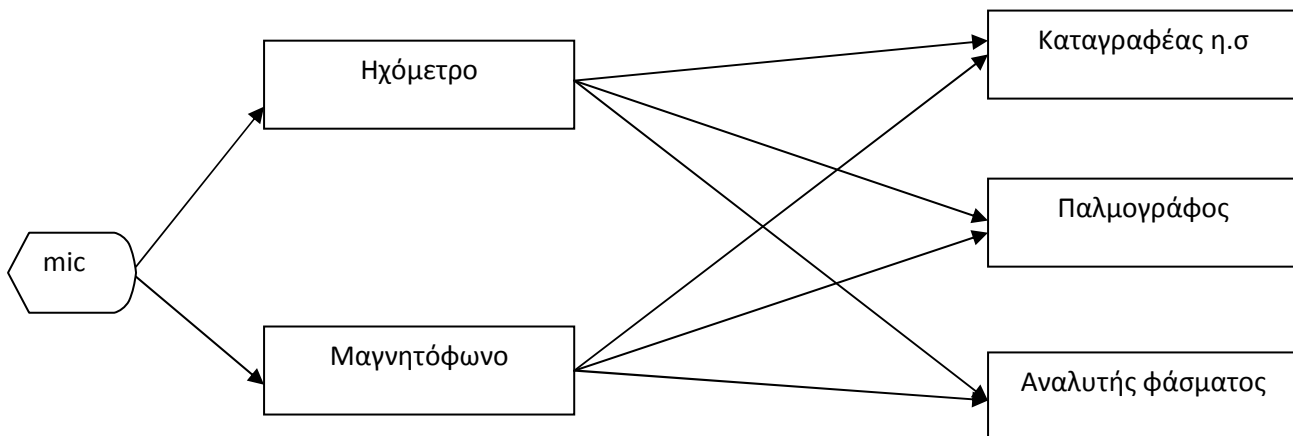 Ηχόμετρο
Καταγραφέας η.σ
Παλμογράφος
mic
Μαγνητόφωνο
Αναλυτής φάσματος